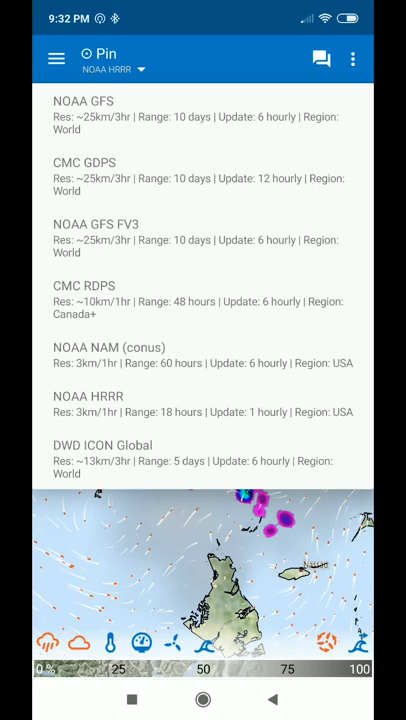 9:32 PM
Pin
NOAA HRRR
NOAA GFS
Res: ~25km/3hr | Range: 10 days | Update: 6 hourly | Region:
World
CMC GDPS
Res: ~25km/3hr | Range: 10 days | Update: 12 hourly | Region:
World
NOAA GFS FV3
Res: ~25km/3hr | Range: 10 days | Update: 6 hourly | Region:
World
CMC RDPS
Res: ~10km/1hr | Range: 48 hours | Update: 6 hourly | Region:
Canada+
NOAA NAM (conus)
Res: 3km/1hr | Range: 60 hours | Update: 6 hourly | Region: USA
NOAA HRRR
Res: 3km/1hr | Range: 18 hours | Update: 1 hourly | Region: USA
DWD ICON Global
Res: ~13km/3hr | Range: 5 days | Update: 6 hourly | Region:
World
Nassau
0 % 25 50 75 100